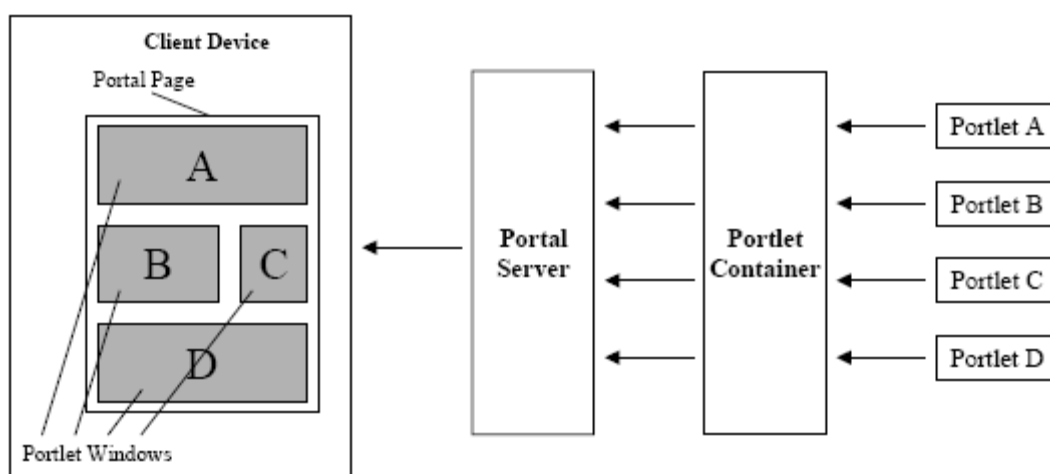 Client Device
Portal Page
A
B
C
D
Portlet Windows
Portal
Server
Portlet
Container
Portlet A
Portlet B
Portlet C
Portlet D